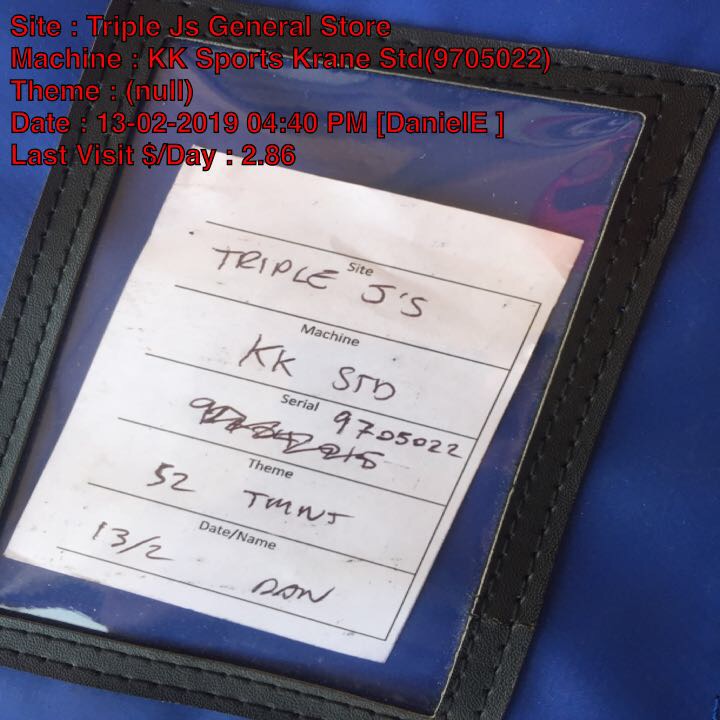 Site : Triple Js General Store
Machine : KK Sports Krane Std(9705022)
Theme : (null)
Date : 13-02-2019 04:40 PM [DanielE ]
Last Visit $/Day : 2.86
Site
TRIPLE J'S
Machine
KK STD
Serial
9705022
Theme
52 TMNT
Date/Name
13/2 DAN